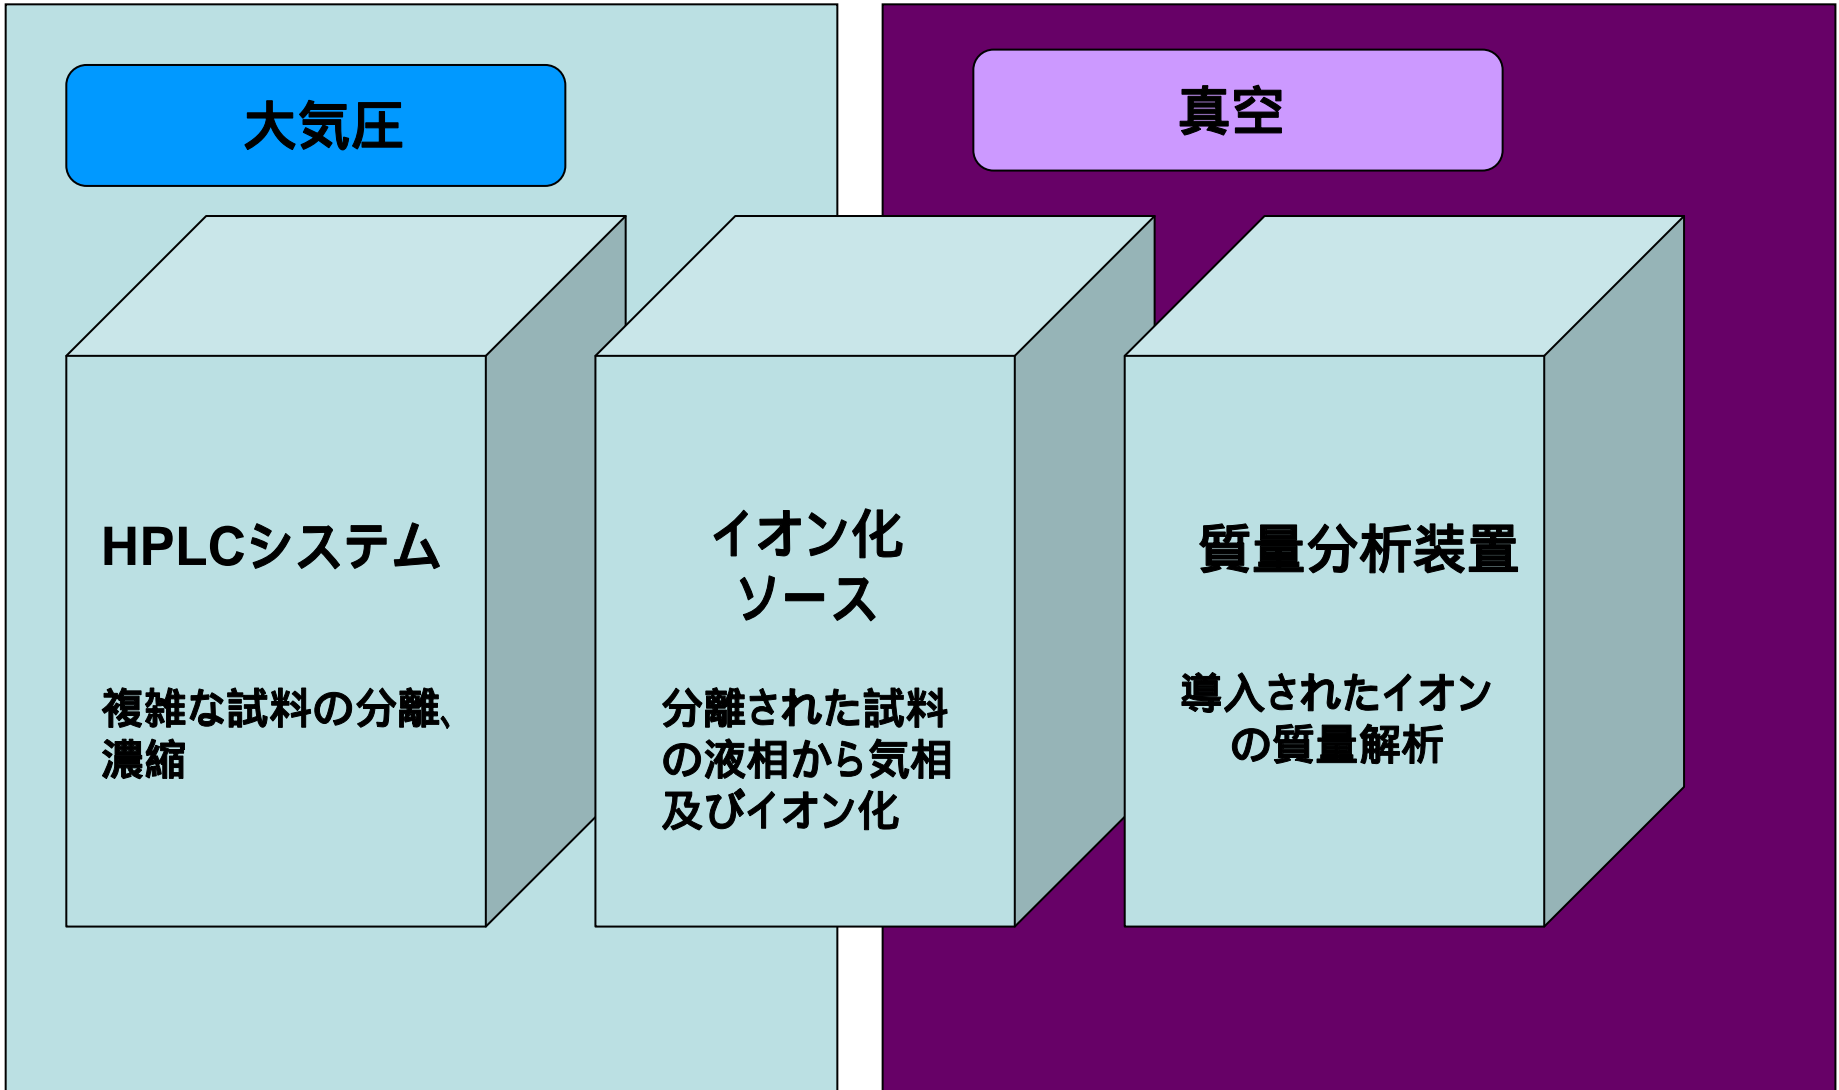 大気圧
真空
HPLCシステム
複雑な試料の分離、
濃縮
イオン化
ソース
分離された試料
の液相から気相
及びイオン化
質量分析装置
導入されたイオン
の質量解析